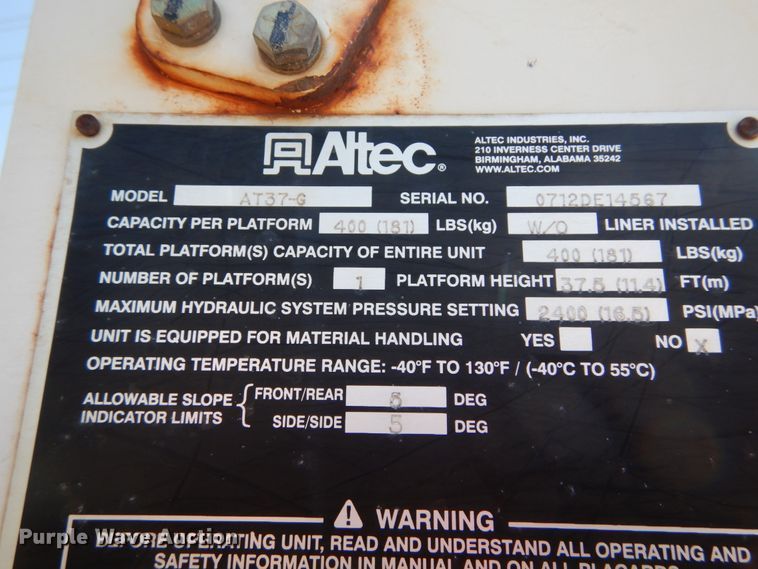 Altec®
ALTEC INDUSTRIES, INC.
210 INVERNESS CENTER DRIVE
BIRMINGHAM, ALABAMA 35242
WWW.ALTEC.COM
MODEL AT37-G SERIAL NO. 0712DE14567
CAPACITY PER PLATFORM 400 (181) LBS(kg) W/O LINER INSTALLED
TOTAL PLATFORM(S) CAPACITY OF ENTIRE UNIT 400 (181) LBS(kg)
NUMBER OF PLATFORM(S) 1 PLATFORM HEIGHT 37.5 (11.4) FT(m)
MAXIMUM HYDRAULIC SYSTEM PRESSURE SETTING 2400 (16.5) PSI(MPa)
UNIT IS EQUIPPED FOR MATERIAL HANDLING YES NO X
OPERATING TEMPERATURE RANGE: -40°F TO 130°F / (-40°C TO 55°C)
ALLOWABLE SLOPE INDICATOR LIMITS
FRONT/REAR 5 DEG
SIDE/SIDE 5 DEG
WARNING
BEFORE OPERATING UNIT, READ AND UNDERSTAND ALL OPERATING AND
SAFETY INFORMATION IN MANUAL AND ON ALL PLACARDS.
Purple Wave Auction